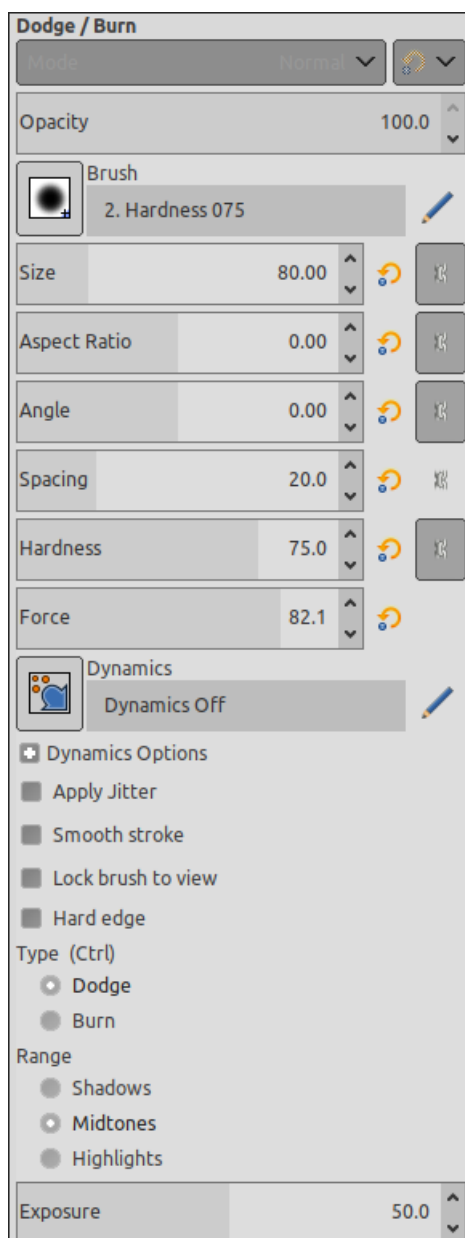 Dodge / Burn
Mode Normal
Opacity 100.0
Brush
2. Hardness 075
Size 80.00
Aspect Ratio 0.00
Angle 0.00
Spacing 20.0
Hardness 75.0
Force 82.1
Dynamics
Dynamics Off
Dynamics Options
Apply Jitter
Smooth stroke
Lock brush to view
Hard edge
Type (Ctrl)
Dodge
Burn
Range
Shadows
Midtones
Highlights
Exposure 50.0